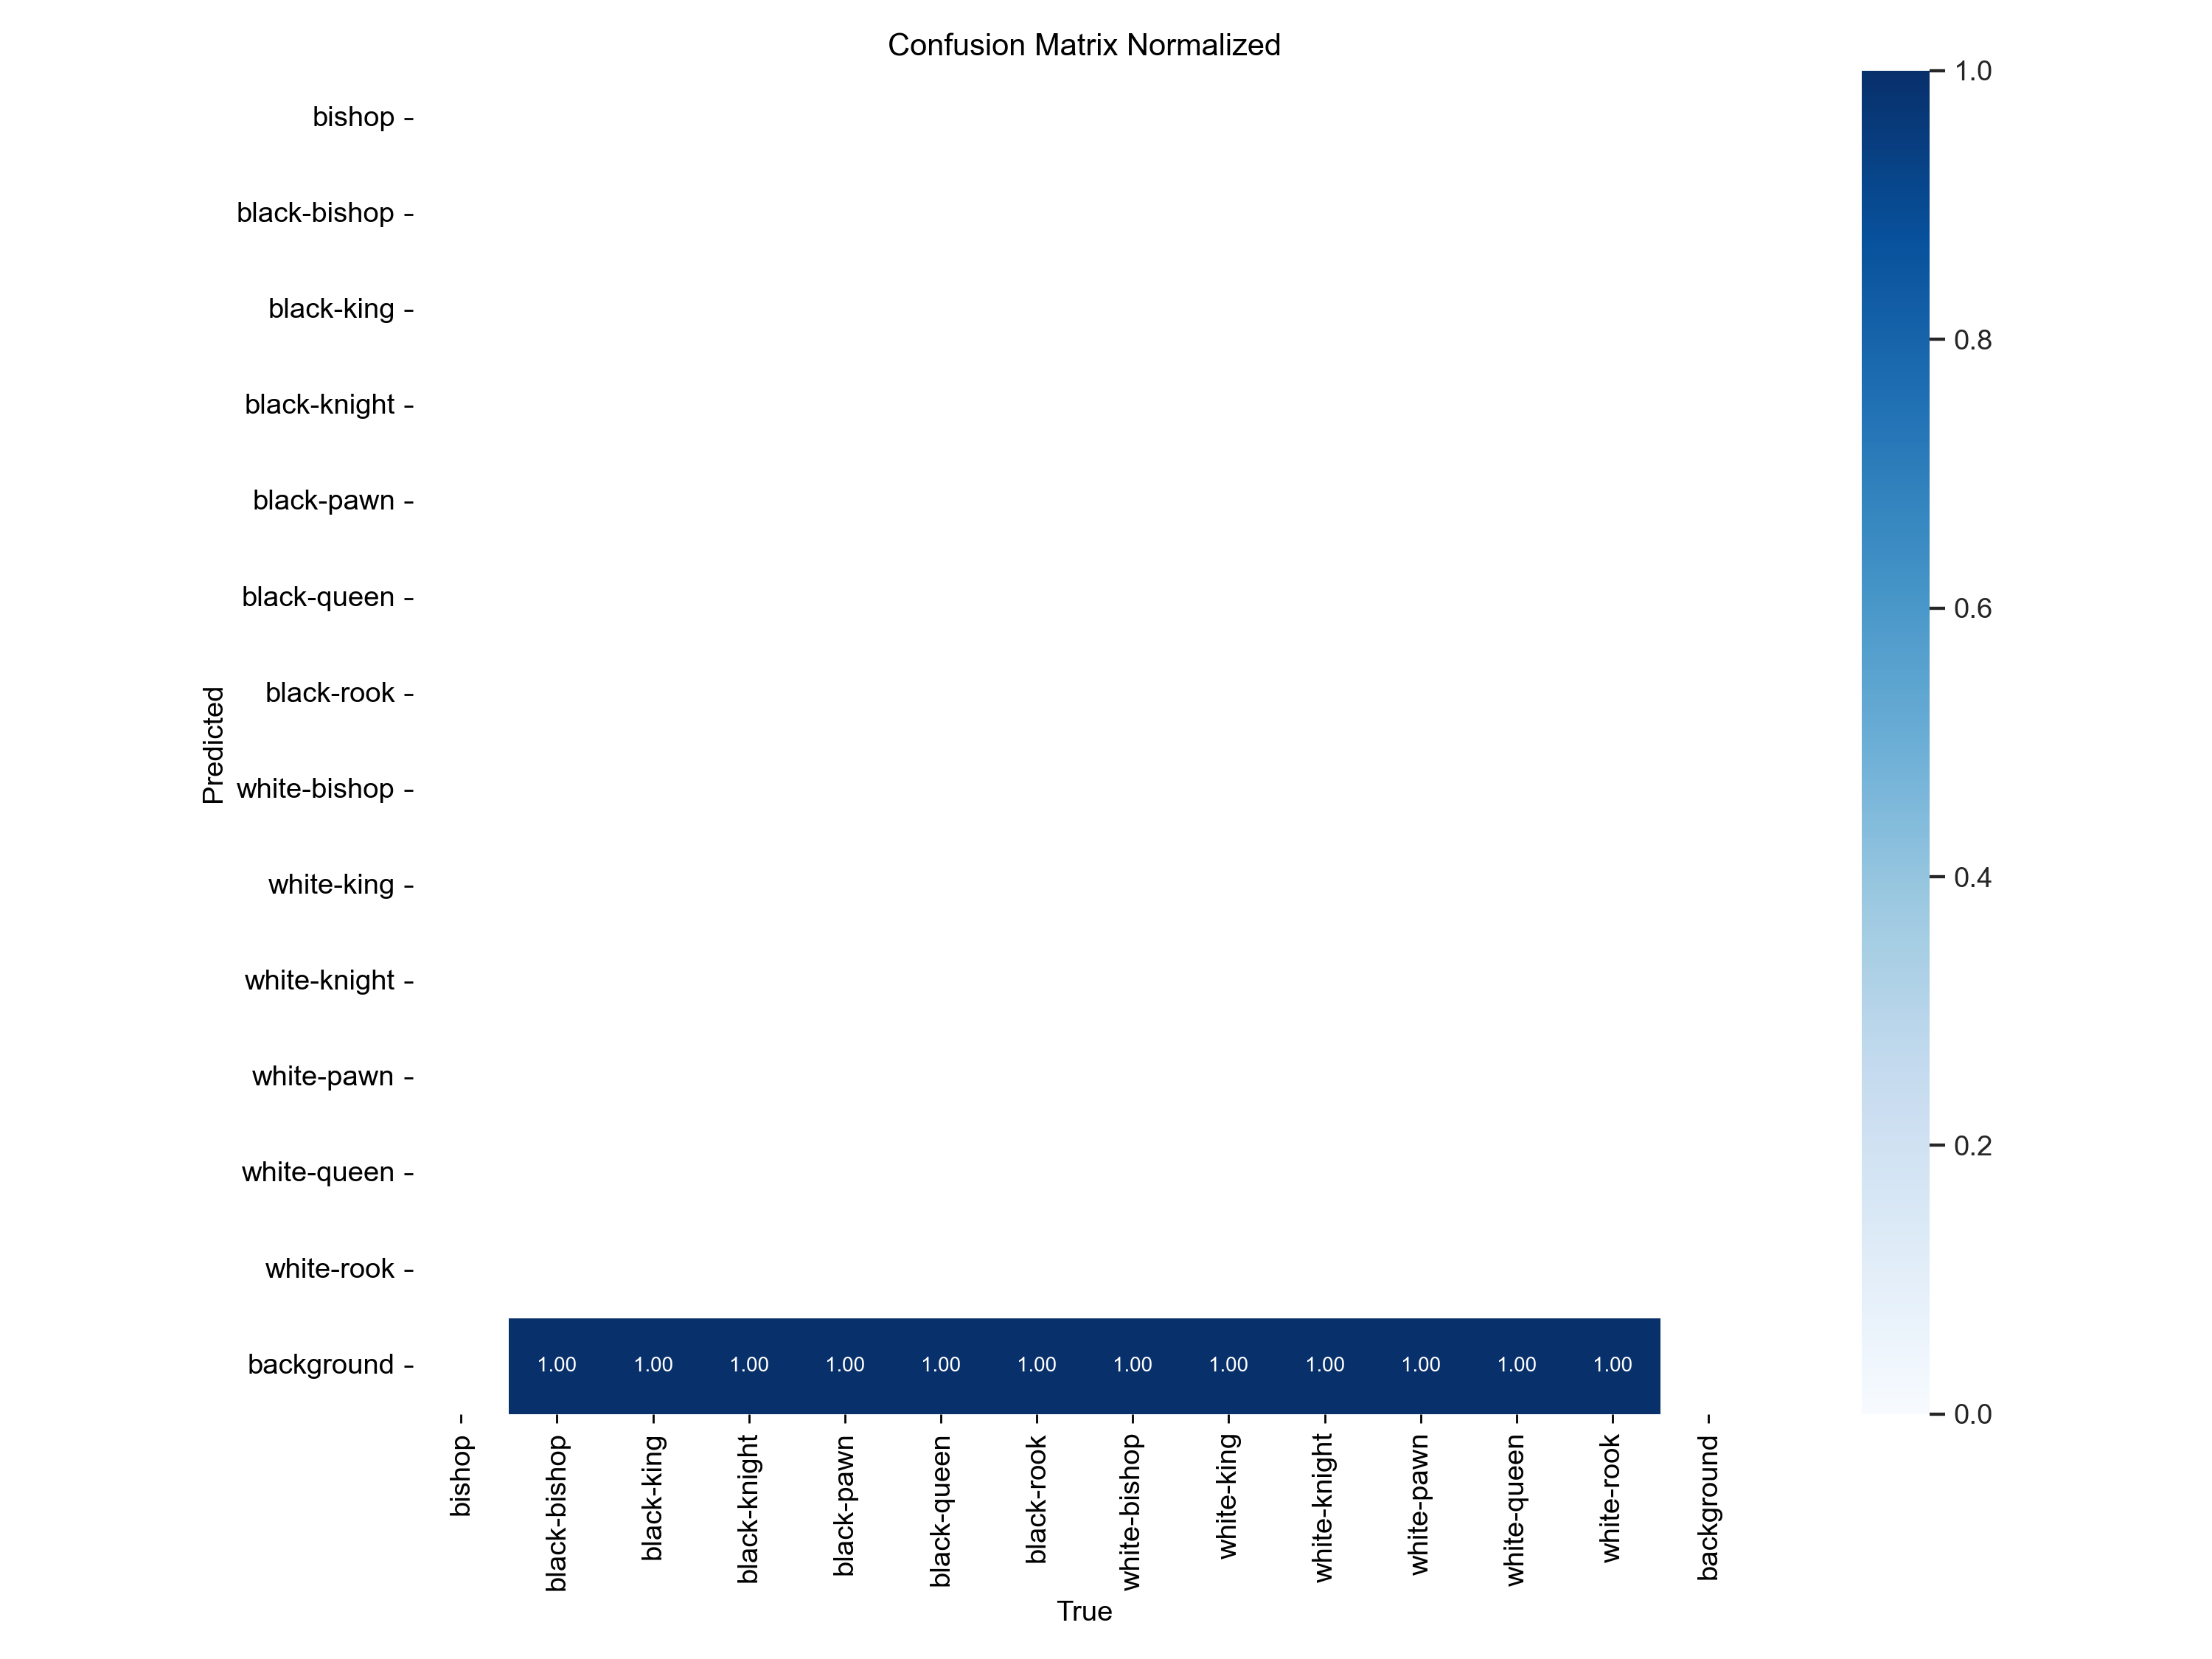 Confusion Matrix Normalized
bishop
black-bishop
black-king
black-knight
black-pawn
black-queen
black-rook
white-bishop
white-king
white-knight
white-pawn
white-queen
white-rook
background
Predicted
1.00 1.00 1.00 1.00 1.00 1.00 1.00 1.00 1.00 1.00 1.00 1.00
bishop
black-bishop
black-king
black-knight
black-pawn
black-queen
black-rook
white-bishop
white-king
white-knight
white-pawn
white-queen
white-rook
background
True
1.0
0.8
0.6
0.4
0.2
0.0